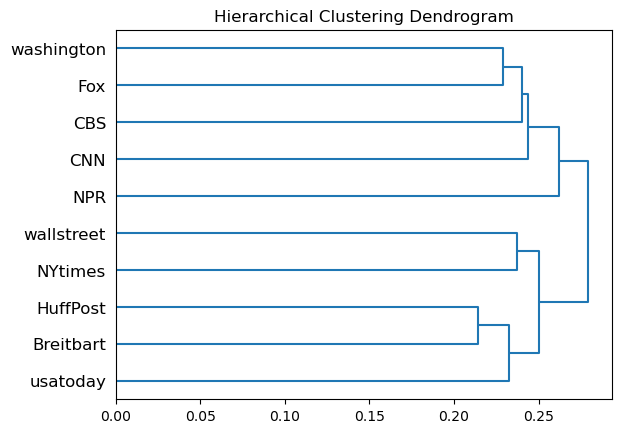 Hierarchical Clustering Dendrogram
washington
Fox
CBS
CNN
NPR
wallstreet
NYtimes
HuffPost
Breitbart
usatoday
0.00 0.05 0.10 0.15 0.20 0.25